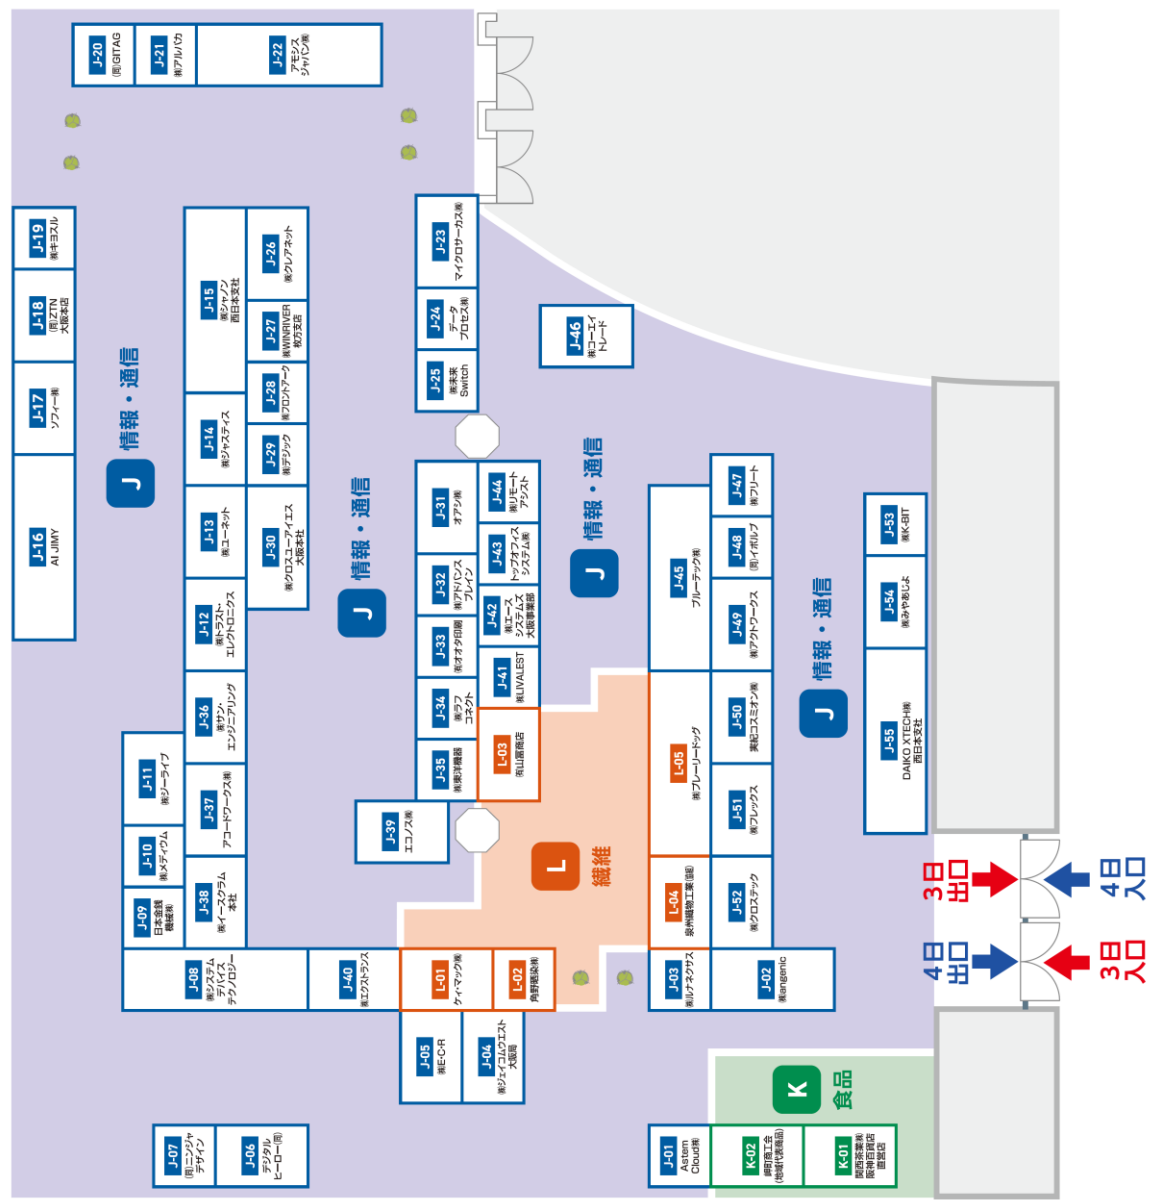 J-20
(同)GITAG
J-21
㈱アルバカ
J-22
アモシス
ジャパン㈱
J-19
㈱キヨスル
J-18
(同)ZTN
大阪本店
J-17
ソフィー㈱
J-16
AI JIMY
J
情報・通信
J-15
㈱シャノン
西日本支社
J-14
㈱ジャスティス
J-13
㈱ユーネット
J-12
㈱トラスト・
エレクトロニクス
J-36
㈱サン・
エンジニアリング
J-37
アコードワークス㈱
J-38
㈱イースクラム
本社
J-26
㈱クレアネット
J-27
㈱WINRIVER
枚方支店
J-28
㈱フロントアーク
J-29
㈱デジック
J-30
㈱クロスユーアイエス
大阪本社
J-11
㈱ジーライブ
J-10
㈱メディウム
J-09
日本金銭
機械㈱
J-08
㈱システム
デバイス
テクノロジー
J-40
㈱エクストランス
J
情報・通信
J-23
マイクロサーカス㈱
J-24
データ
プロセス㈱
J-25
㈱未来
Switch
J-46
㈱コーエイ
トレード
J-31
オアシ㈱
J-32
㈱アドバンス
ブレイン
J-33
㈲オオタ印刷
J-34
㈱ラフ
コネクト
J-35
㈱東洋機器
J-39
エコノス㈱
J-44
㈱リモート
アシスト
J-43
トップオフィス
システム㈱
J-42
㈱エース
システムズ
大阪事業部
J-41
㈱LIVALEST
L-03
㈲山冨商店
J
情報・通信
L
繊維
L-01
ケィ・マック㈱
L-02
角野晒染㈱
J-05
㈱E・C・R
J-04
㈱ジェイコムウエスト
大阪局
J-07
(同)ニンジャ
デザイン
J-06
デジタル
ヒーロー(同)
J-45
ブルーテック㈱
L-05
㈱プレーリードッグ
L-04
泉州織物工業(協組)
J-03
㈱ルナネクサス
J-47
㈱フリート
J-48
(同)イボルブ
J-49
㈱アクトワークス
J-50
実紀コスミオン㈱
J-51
㈱フレックス
J-52
㈱クロステック
J-02
㈱angenic
J
情報・通信
J-53
㈱K-BIT
J-54
㈱みやあじよ
J-55
DAIKO XTECH㈱
西日本支社
K
食品
J-01
Astem
Cloud㈱
K-02
岬町商工会
(地域代表商品)
K-01
関西茶業㈱
阪神百貨店
直営店
3日
出口
4日
入口
4日
出口
3日
入口